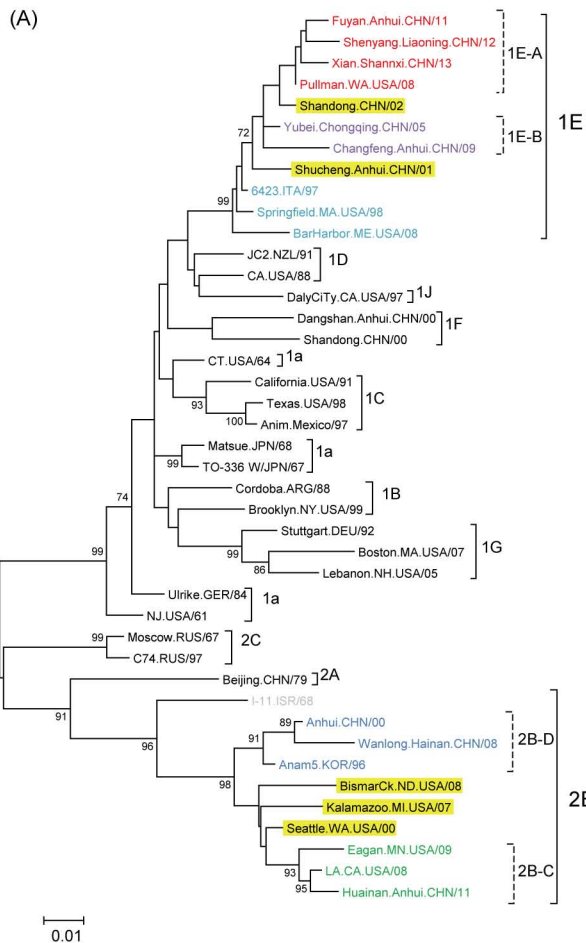 (A)
Fuyan.Anhui.CHN/11
Shenyang.Liaoning.CHN/12
1E-A
Xian.Shannxi.CHN/13
Pullman.WA.USA/08
Shandong.CHN/02
1E
Yubei.Chongqing.CHN/05
1E-B
72
Changfeng.Anhui.CHN/09
Shucheng.Anhui.CHN/01
6423.ITA/97
99
Springfield.MA.USA/98
BarHarbor.ME.USA/08
JC2.NZL/91
1D
CA.USA/88
DalyCiTy.CA.USA/97
1J
Dangshan.Anhui.CHN/00
1F
Shandong.CHN/00
CT.USA/64
1a
California.USA/91
93
Texas.USA/98
1C
100
Anim.Mexico/97
Matsue.JPN/68
1a
99
TO-336 W/JPN/67
Cordoba.ARG/88
1B
74
Brooklyn.NY.USA/99
Stuttgart.DEU/92
99
Boston.MA.USA/07
1G
86
Lebanon.NH.USA/05
99
Ulrike.GER/84
1a
NJ.USA/61
99
Moscow.RUS/67
2C
C74.RUS/97
Beijing.CHN/79
2A
91
I-11.ISR/68
89
Anhui.CHN/00
91
Wanlong.Hainan.CHN/08
2B-D
96
Anam5.KOR/96
98
BismarCk.ND.USA/08
Kalamazoo.MI.USA/07
2B
Seattle.WA.USA/00
Eagan.MN.USA/09
93
LA.CA.USA/08
2B-C
95
Huainan.Anhui.CHN/11
0.01